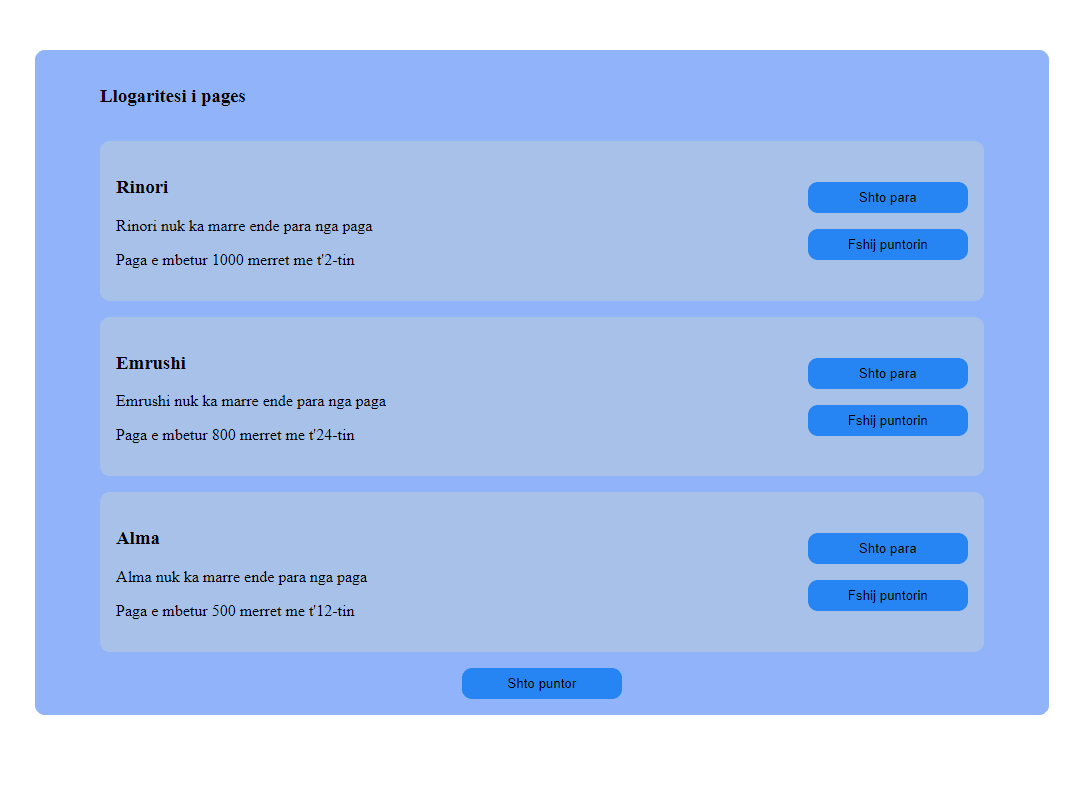 Llogaritesi i pages
Rinori
Rinori nuk ka marre ende para nga paga
Paga e mbetur 1000 merret me t'2-tin
Shto para
Fshij puntorin
Emrushi
Emrushi nuk ka marre ende para nga paga
Paga e mbetur 800 merret me t'24-tin
Shto para
Fshij puntorin
Alma
Alma nuk ka marre ende para nga paga
Paga e mbetur 500 merret me t'12-tin
Shto para
Fshij puntorin
Shto puntor